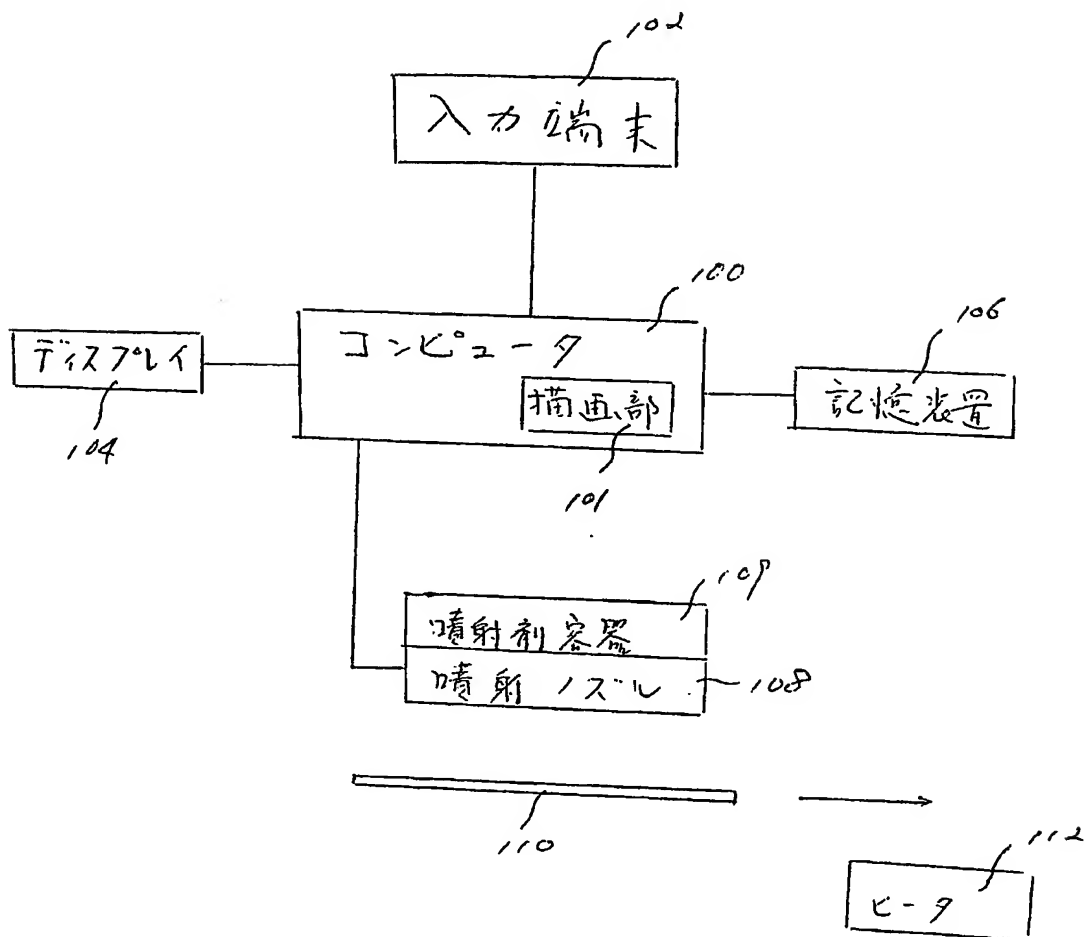 102
入力端末
100
コンピュータ
106
ディスプレイ
描画部
記憶装置
104
101
109
噴射剤容器
噴射ノズル
108
110
112
ヒータ